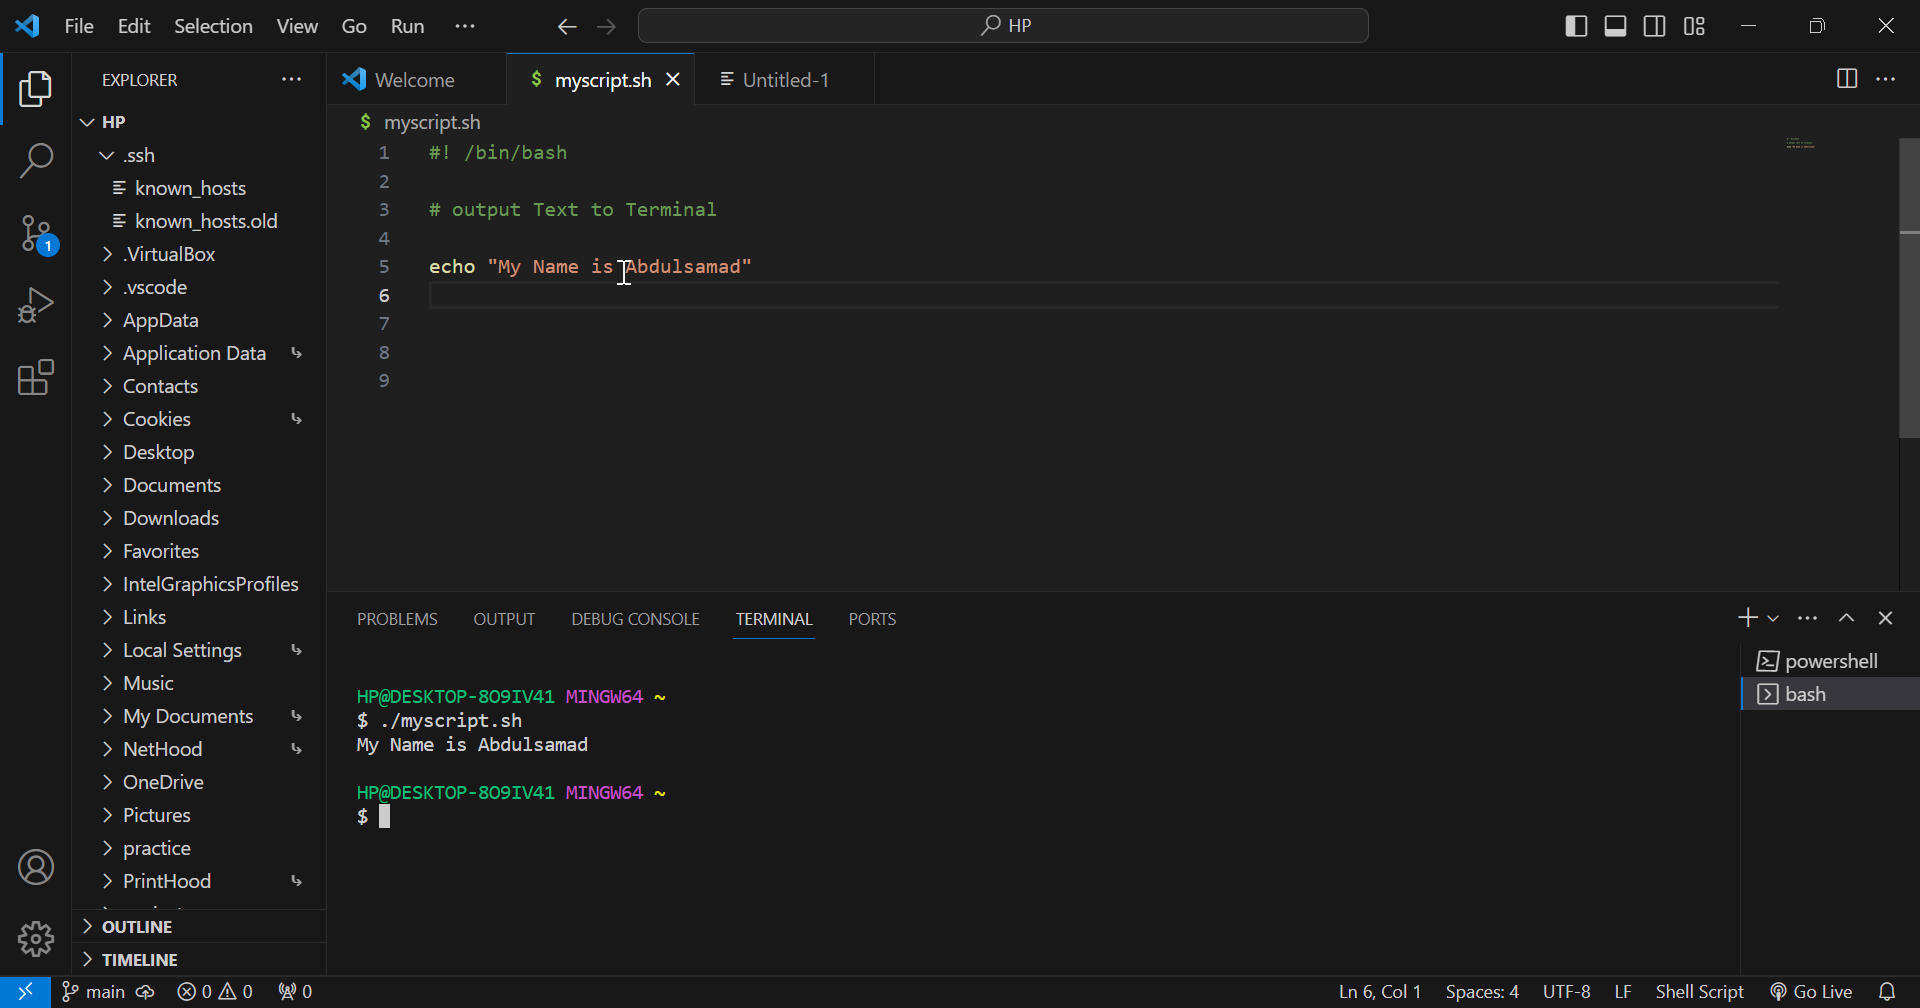 File Edit Selection View Go Run ··· HP
EXPLORER ···
HP
.ssh
known_hosts
known_hosts.old
.VirtualBox
.vscode
AppData
Application Data
Contacts
Cookies
Desktop
Documents
Downloads
Favorites
IntelGraphicsProfiles
Links
Local Settings
Music
My Documents
NetHood
OneDrive
Pictures
practice
PrintHood
OUTLINE
TIMELINE
1
Welcome $ myscript.sh Untitled-1
$ myscript.sh
1 #! /bin/bash
2
3 # output Text to Terminal
4
5 echo "My Name is Abdulsamad"
6
7
8
9
PROBLEMS OUTPUT DEBUG CONSOLE TERMINAL PORTS
HP@DESKTOP-8O9IV41 MINGW64 ~
$ ./myscript.sh
My Name is Abdulsamad
HP@DESKTOP-8O9IV41 MINGW64 ~
$
powershell
bash
main 0 0 0 Ln 6, Col 1 Spaces: 4 UTF-8 LF Shell Script Go Live